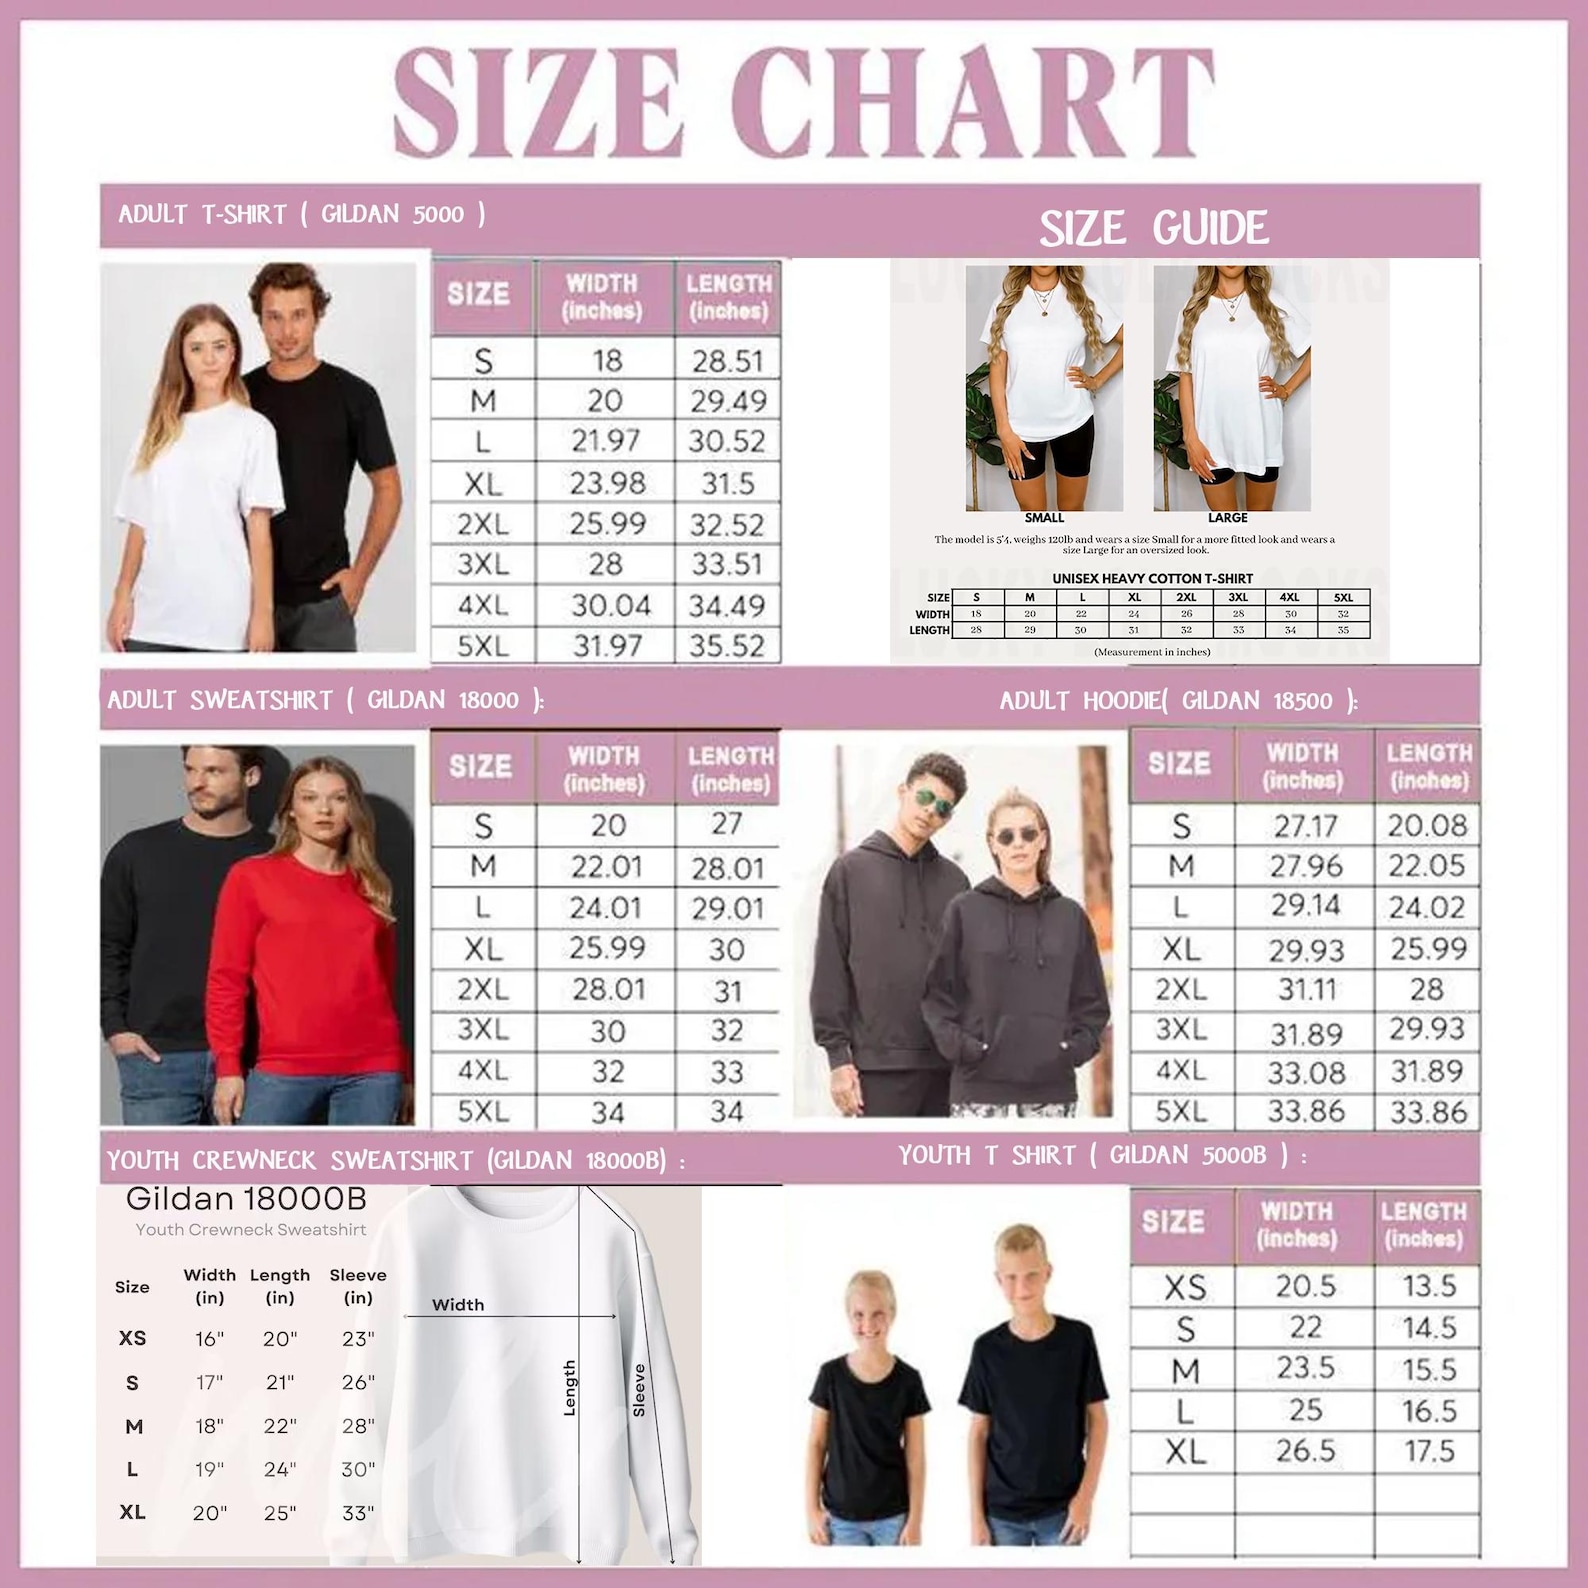 SIZE CHART
ADULT T-SHIRT ( GILDAN 5000 )
SIZE WIDTH (inches) LENGTH (inches)
S 18 28.51
M 20 29.49
L 21.97 30.52
XL 23.98 31.5
2XL 25.99 32.52
3XL 28 33.51
4XL 30.04 34.49
5XL 31.97 35.52
SIZE GUIDE
SMALL LARGE
The model is 5'4, weighs 120lb and wears a size Small for a more fitted look and wears a
size Large for an oversized look.
UNISEX HEAVY COTTON T-SHIRT
SIZE S M L XL 2XL 3XL 4XL 5XL
WIDTH 18 20 22 24 26 28 30 32
LENGTH 28 29 30 31 32 33 34 35
(Measurement in inches)
ADULT SWEATSHIRT ( GILDAN 18000 ):
SIZE WIDTH (inches) LENGTH (inches)
S 20 27
M 22.01 28.01
L 24.01 29.01
XL 25.99 30
2XL 28.01 31
3XL 30 32
4XL 32 33
5XL 34 34
ADULT HOODIE( GILDAN 18500 ):
SIZE WIDTH (inches) LENGTH (inches)
S 27.17 20.08
M 27.96 22.05
L 29.14 24.02
XL 29.93 25.99
2XL 31.11 28
3XL 31.89 29.93
4XL 33.08 31.89
5XL 33.86 33.86
YOUTH CREWNECK SWEATSHIRT (GILDAN 18000B) :
Gildan 18000B
Youth Crewneck Sweatshirt
Size Width (in) Length (in) Sleeve (in)
XS 16" 20" 23"
S 17" 21" 26"
M 18" 22" 28"
L 19" 24" 30"
XL 20" 25" 33"
Width
Length
Sleeve
YOUTH T SHIRT ( GILDAN 5000B ) :
SIZE WIDTH (inches) LENGTH (inches)
XS 20.5 13.5
S 22 14.5
M 23.5 15.5
L 25 16.5
XL 26.5 17.5